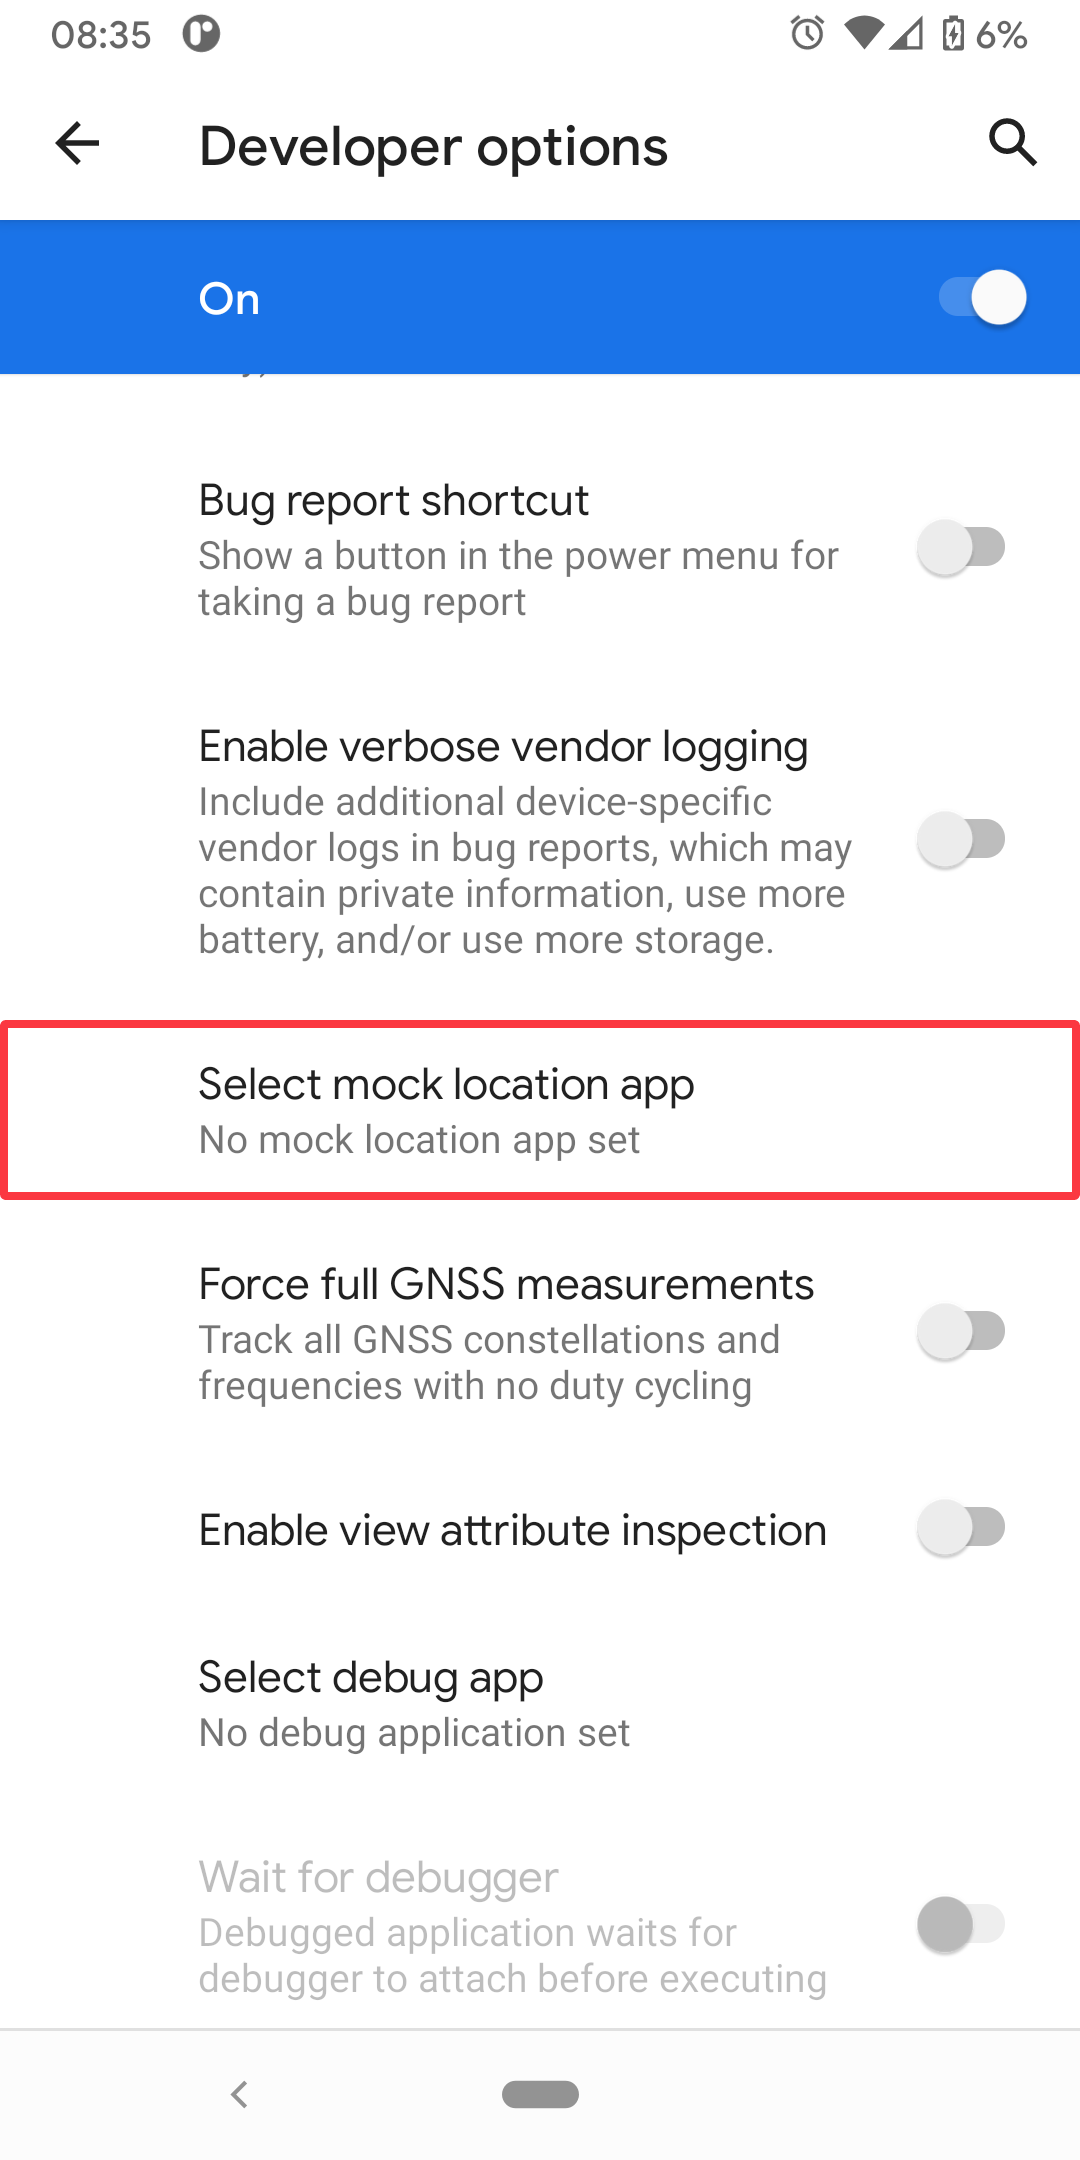 08:35
6%
Developer options
On
Bug report shortcut
Show a button in the power menu for
taking a bug report
Enable verbose vendor logging
Include additional device-specific
vendor logs in bug reports, which may
contain private information, use more
battery, and/or use more storage.
Select mock location app
No mock location app set
Force full GNSS measurements
Track all GNSS constellations and
frequencies with no duty cycling
Enable view attribute inspection
Select debug app
No debug application set
Wait for debugger
Debugged application waits for
debugger to attach before executing